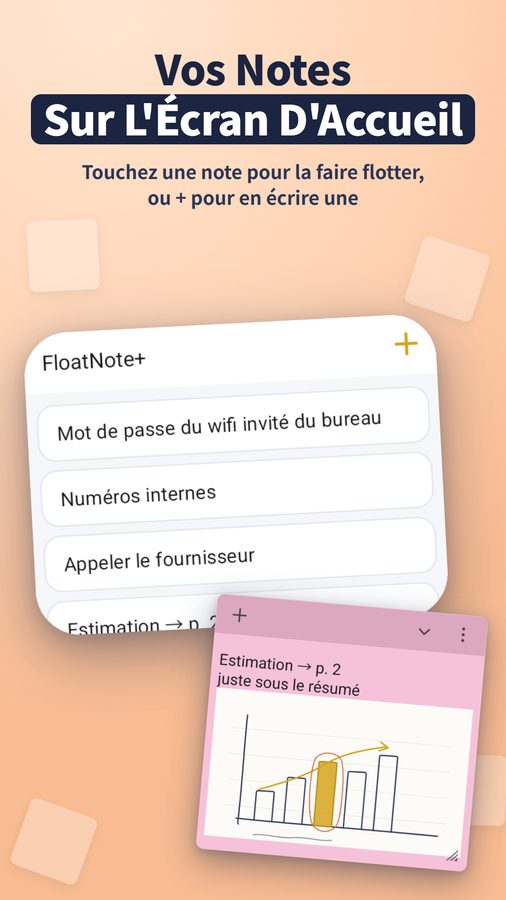 Vos Notes
Sur L'Écran D'Accueil
Touchez une note pour la faire flotter,
ou + pour en écrire une
FloatNote+
Mot de passe du wifi invité du bureau
Numéros internes
Appeler le fournisseur
Estimation → p. 2
Estimation → p. 2
juste sous le résumé